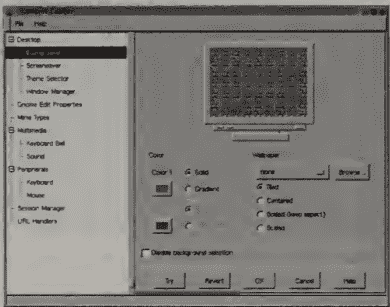 File Help
Desktop
Background
Screensaver
Theme Selector
Window Manager
Gnome Edit Properties
Mime Types
Multimedia
Keyboard Bell
Sound
Peripherals
Keyboard
Mouse
Session Manager
URL Handlers
Color
Color 1 Solid
Gradient
Wallpaper
none Browse...
Tiled
Centered
Scaled (keep aspect)
Scaled
Disable background selection
Try Revert OK Cancel Help